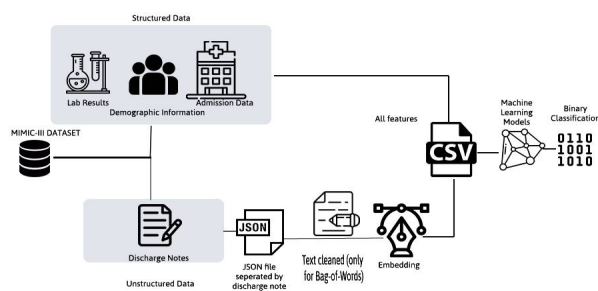 Structured Data
Lab Results
Admission Data
Demographic Information
MIMIC-III DATASET
All features
Machine
Learning
Models
Binary
Classification
CSV
0110
1001
1010
JSON
Discharge Notes
JSON file
seperated by
discharge note
Text cleaned (only
for Bag-of-Words)
Embedding
Unstructured Data